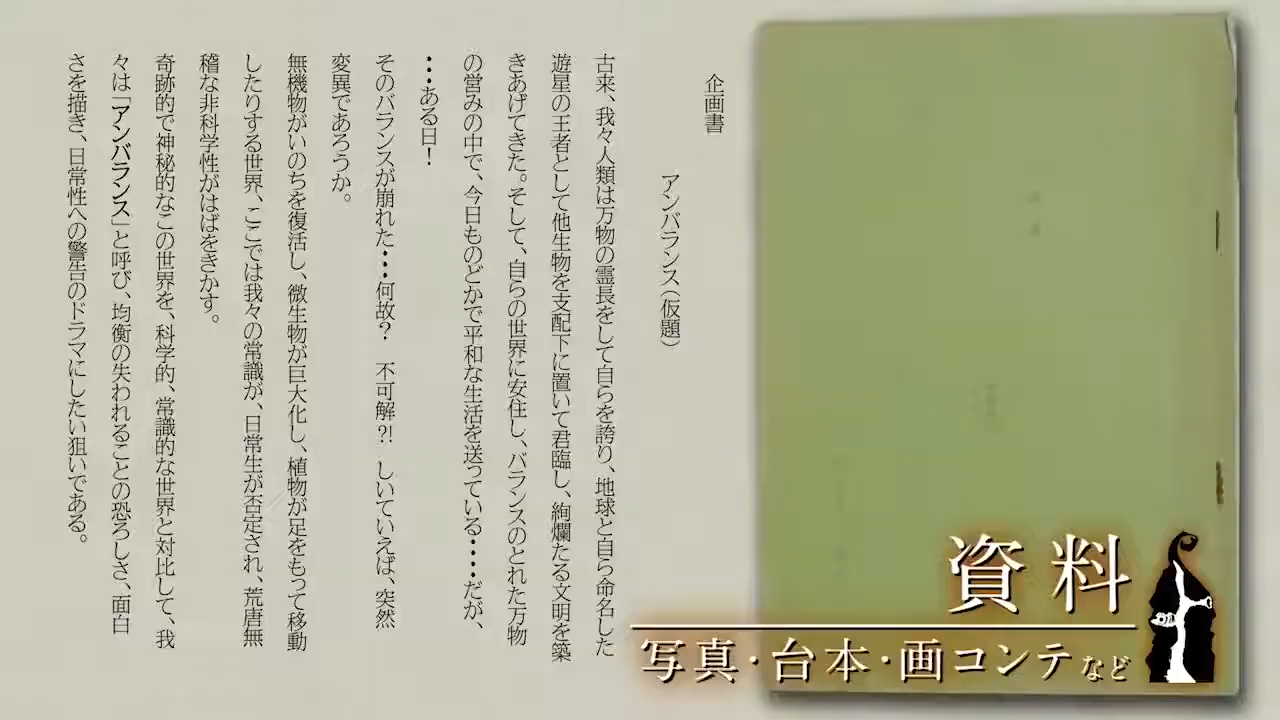 企画書
アンバランス(仮題)
古来、我々人類は万物の霊長をして自らを誇り、地球と自ら命名した
遊星の王者として他生物を支配下に置いて君臨し、絢爛たる文明を築
きあげてきた。そして、自らの世界に安住し、バランスのとれた万物
の営みの中で、今日ものどかで平和な生活を送っている・・・・だが、
・・・ある日!
そのバランスが崩れた・・・何故? 不可解?! しいていえば、突然
変異であろうか。
無機物がいのちを復活し、微生物が巨大化し、植物が足をもって移動
したりする世界、ここでは我々の常識が、日常生が否定され、荒唐無
稽な非科学性がはばをきかす。
奇跡的で神秘的なこの世界を、科学的、常識的な世界と対比して、我
々は「アンバランス」と呼び、均衡の失われることの恐ろしさ、面白
さを描き、日常性への警告のドラマにしたい狙いである。
資料
写真・台本・画コンテなど